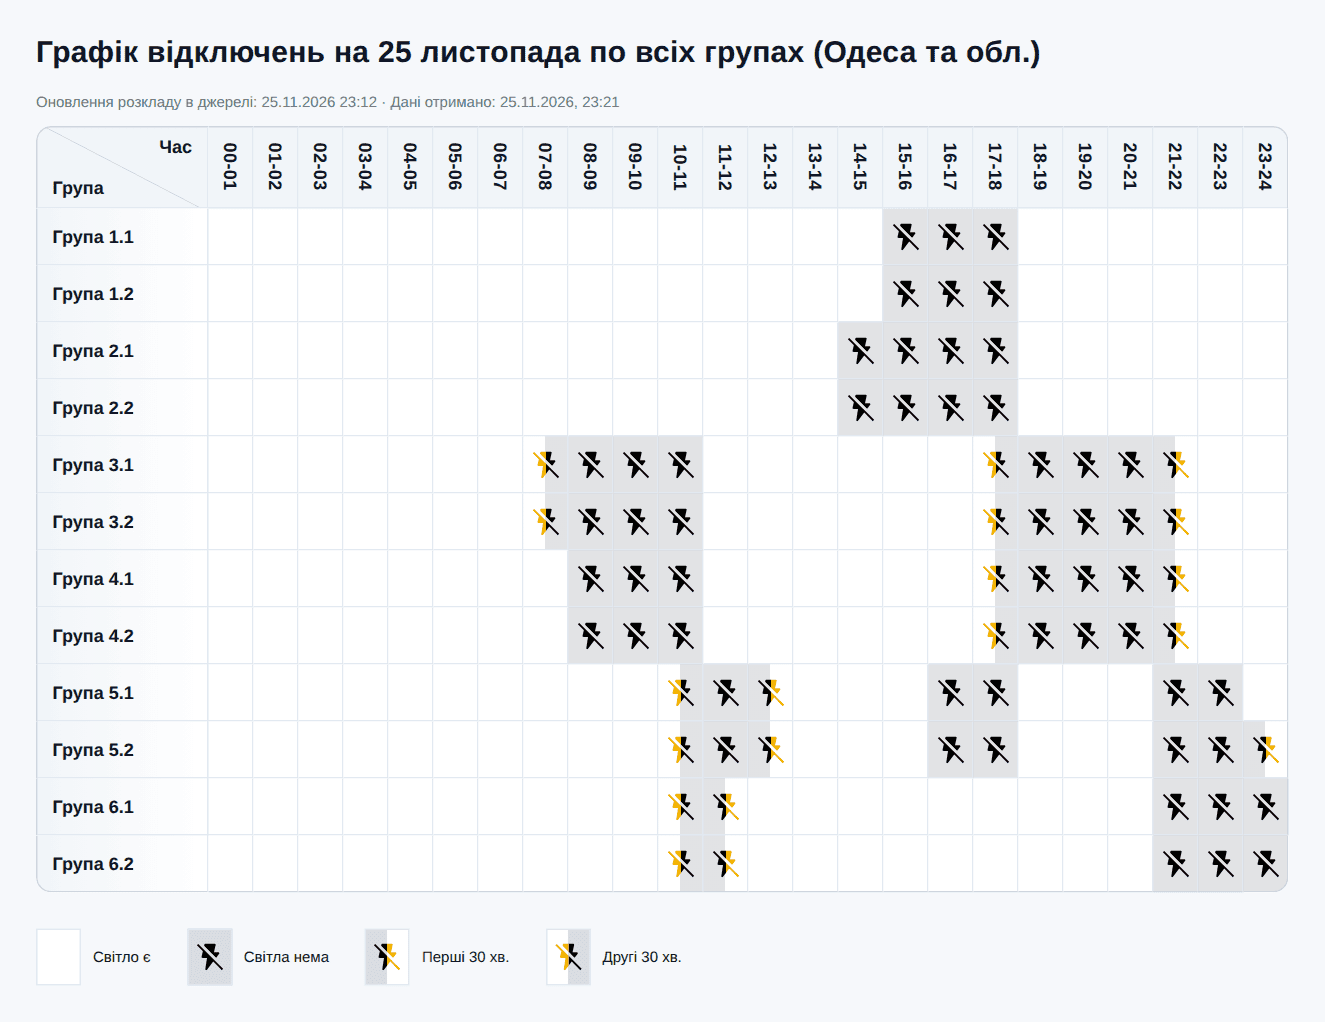 Графік відключень на 25 листопада по всіх групах (Одеса та обл.)
Оновлення розкладу в джерелі: 25.11.2026 23:12 · Дані отримано: 25.11.2026, 23:21
Час
Група
00-01
01-02
02-03
03-04
04-05
05-06
06-07
07-08
08-09
09-10
10-11
11-12
12-13
13-14
14-15
15-16
16-17
17-18
18-19
19-20
20-21
21-22
22-23
23-24
Група 1.1
Група 1.2
Група 2.1
Група 2.2
Група 3.1
Група 3.2
Група 4.1
Група 4.2
Група 5.1
Група 5.2
Група 6.1
Група 6.2
Світло є
Світла нема
Перші 30 хв.
Другі 30 хв.